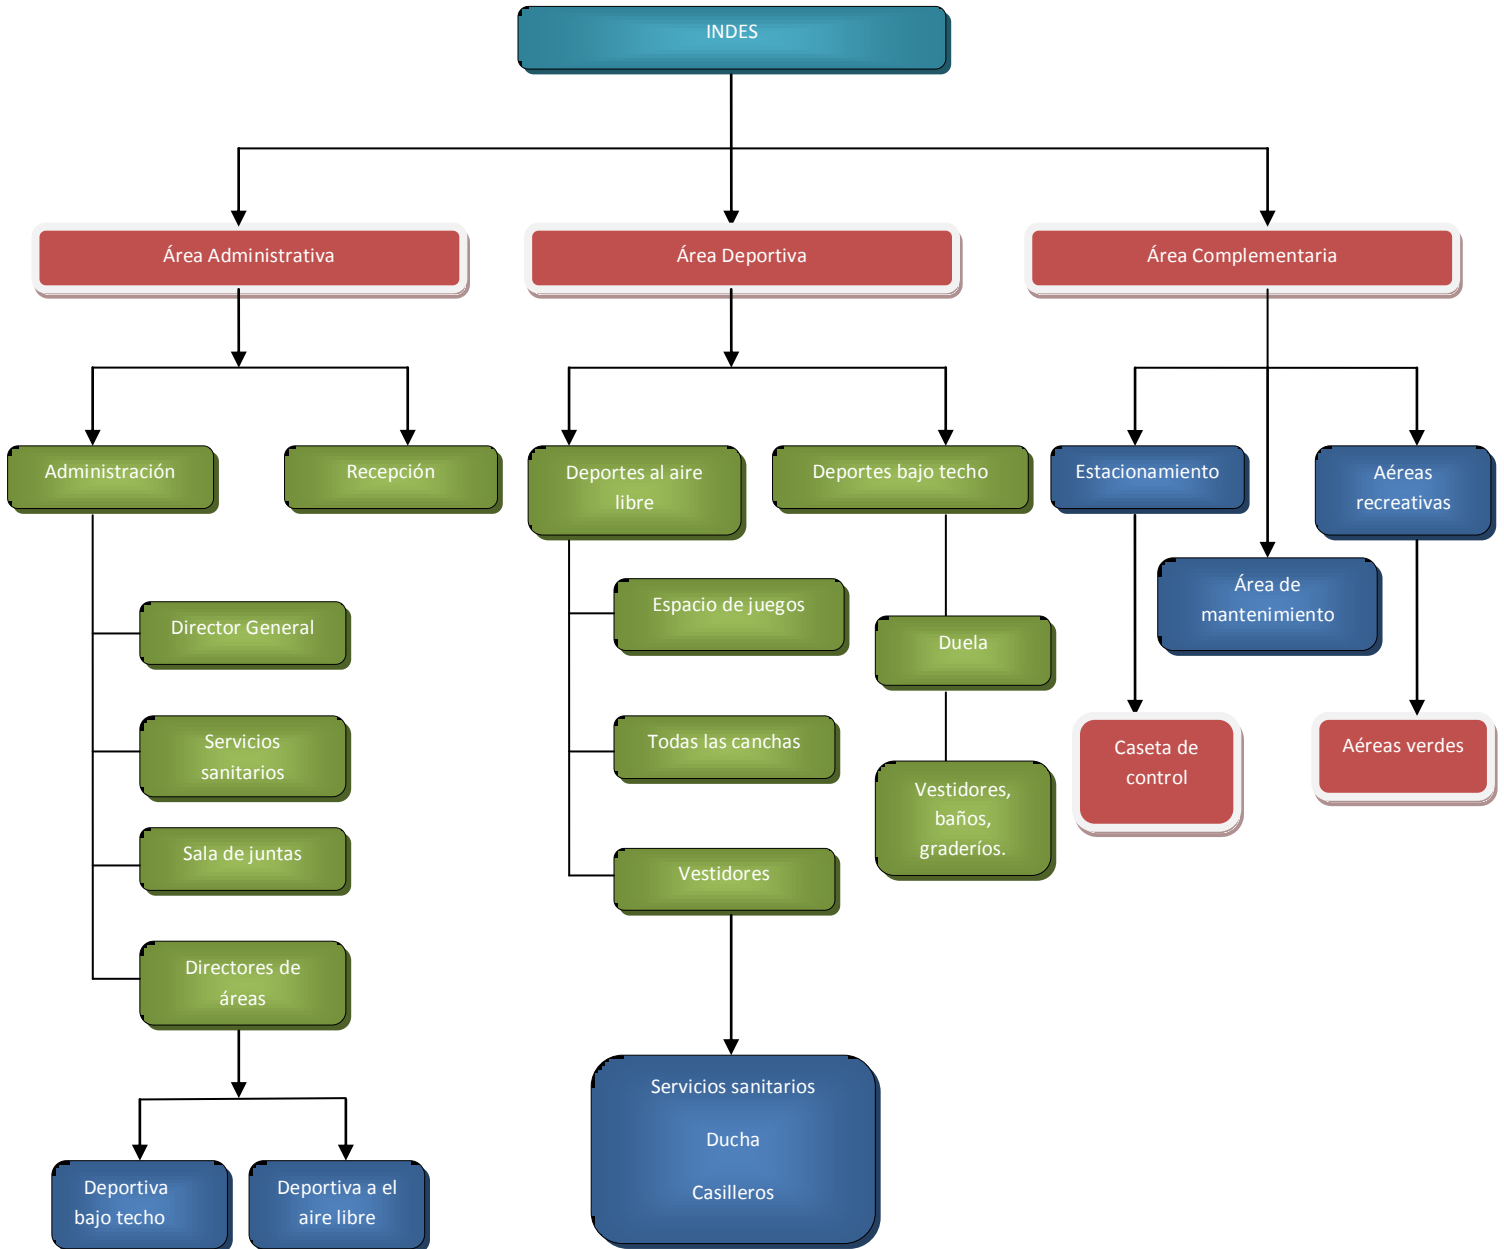 INDES
Área Administrativa
Área Deportiva
Área Complementaria
Administración
Recepción
Deportes al aire
libre
Deportes bajo techo
Estacionamiento
Aéreas
recreativas
Director General
Servicios
sanitarios
Sala de juntas
Directores de
áreas
Deportiva
bajo techo
Deportiva a el
aire libre
Espacio de juegos
Todas las canchas
Vestidores
Servicios sanitarios
Ducha
Casilleros
Duela
Vestidores,
baños,
graderíos.
Área de
mantenimiento
Caseta de
control
Aéreas verdes